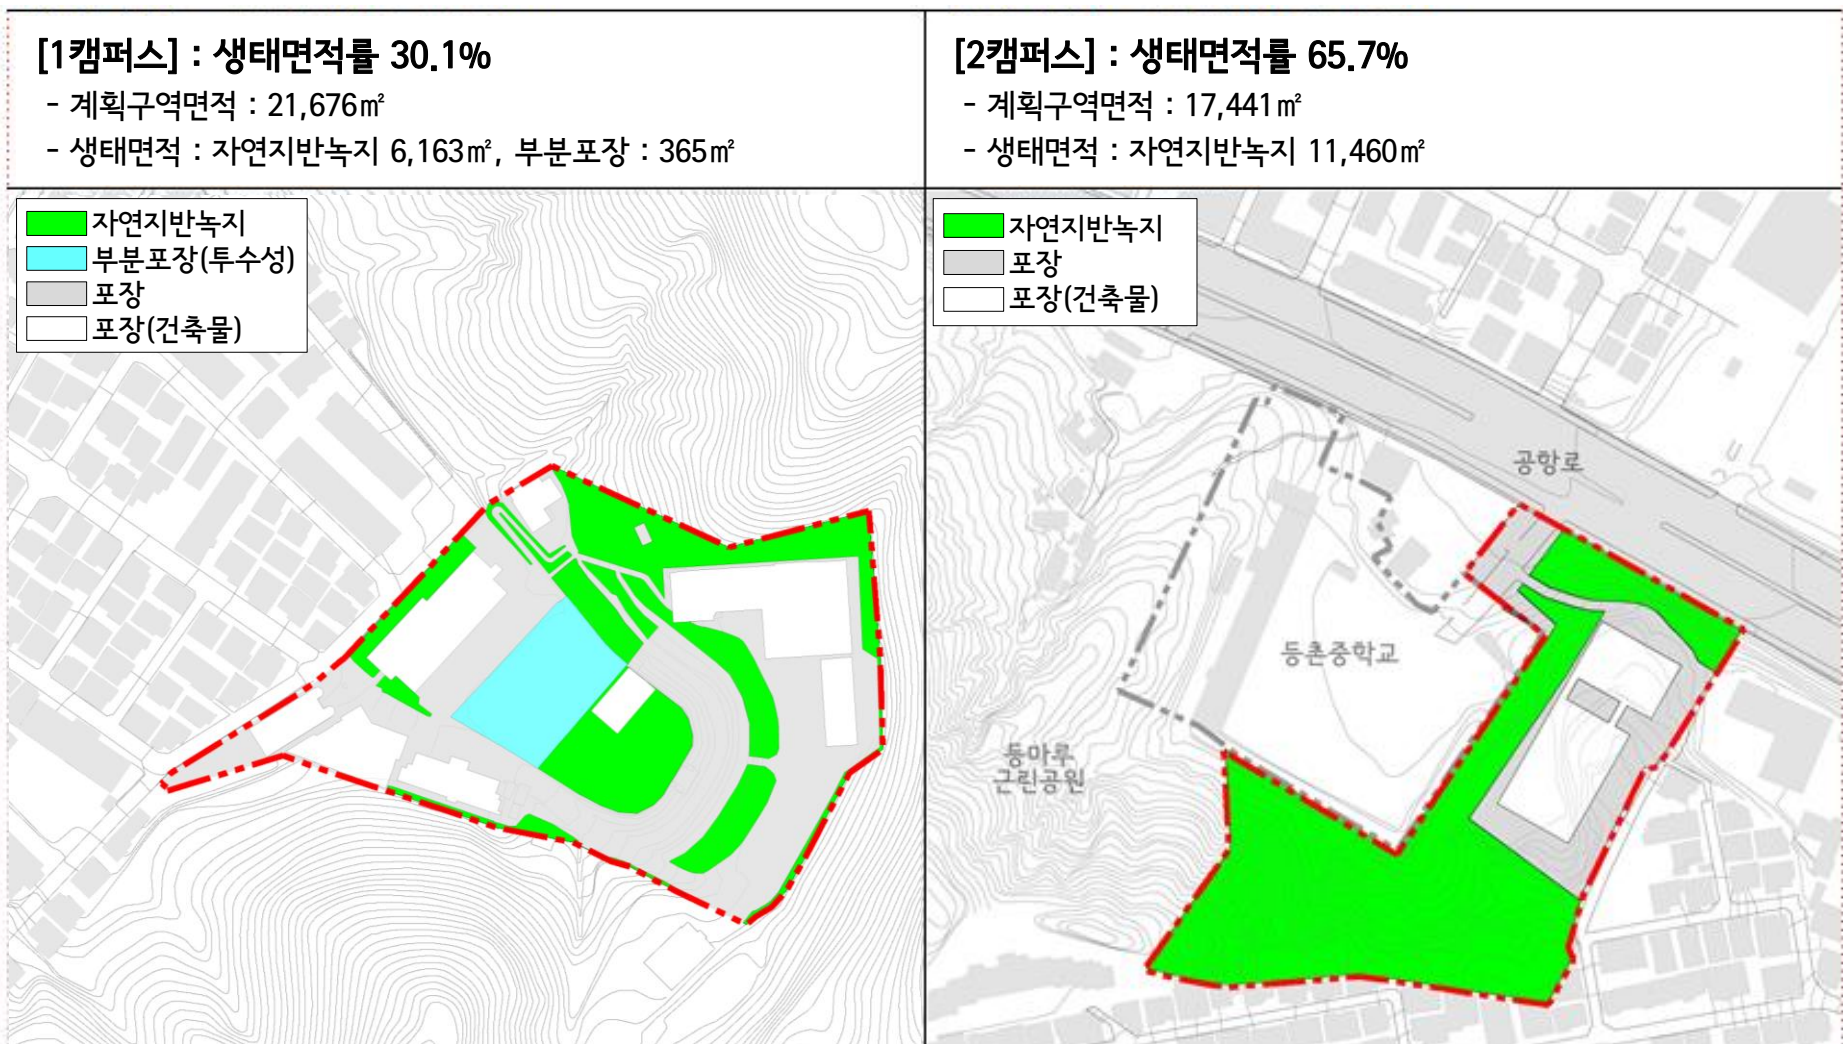 [1캠퍼스] : 생태면적률 30.1%
- 계획구역면적 : 21,676㎡
- 생태면적 : 자연지반녹지 6,163㎡, 부분포장 : 365㎡
자연지반녹지
부분포장(투수성)
포장
포장(건축물)
[2캠퍼스] : 생태면적률 65.7%
- 계획구역면적 : 17,441㎡
- 생태면적 : 자연지반녹지 11,460㎡
자연지반녹지
포장
포장(건축물)
공항로
등촌중학교
등마루
근린공원